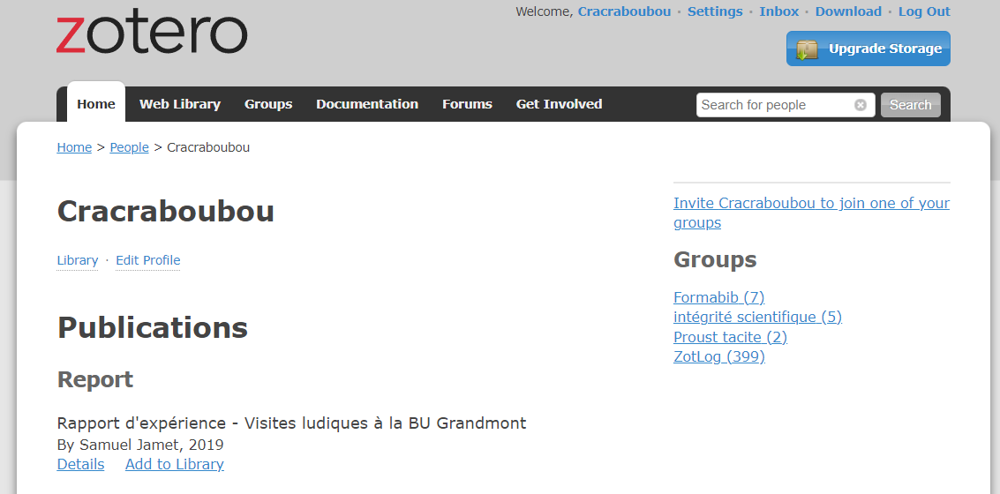 zotero
Welcome, Cracraboubou · Settings · Inbox · Download · Log Out
Upgrade Storage
Home Web Library Groups Documentation Forums Get Involved Search for people Search
Home > People > Cracraboubou
Cracraboubou
Library · Edit Profile
Publications
Report
Rapport d'expérience - Visites ludiques à la BU Grandmont
By Samuel Jamet, 2019
Details Add to Library
Invite Cracraboubou to join one of your
groups
Groups
Formabib (7)
intégrité scientifique (5)
Proust tacite (2)
ZotLog (399)